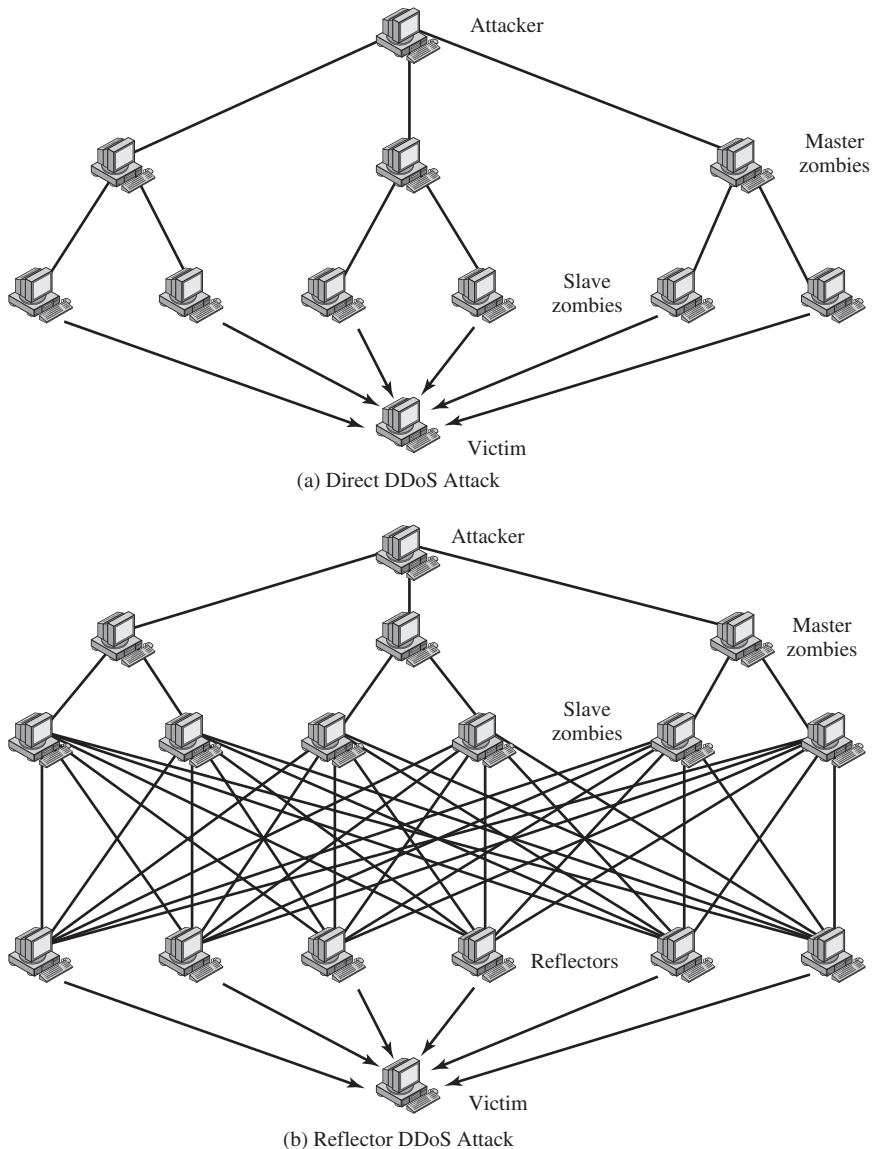 Attacker
Master
zombies
Slave
zombies
Victim
(a) Direct DDoS Attack
Attacker
Master
zombies
Slave
zombies
Reflectors
Victim
(b) Reflector DDoS Attack